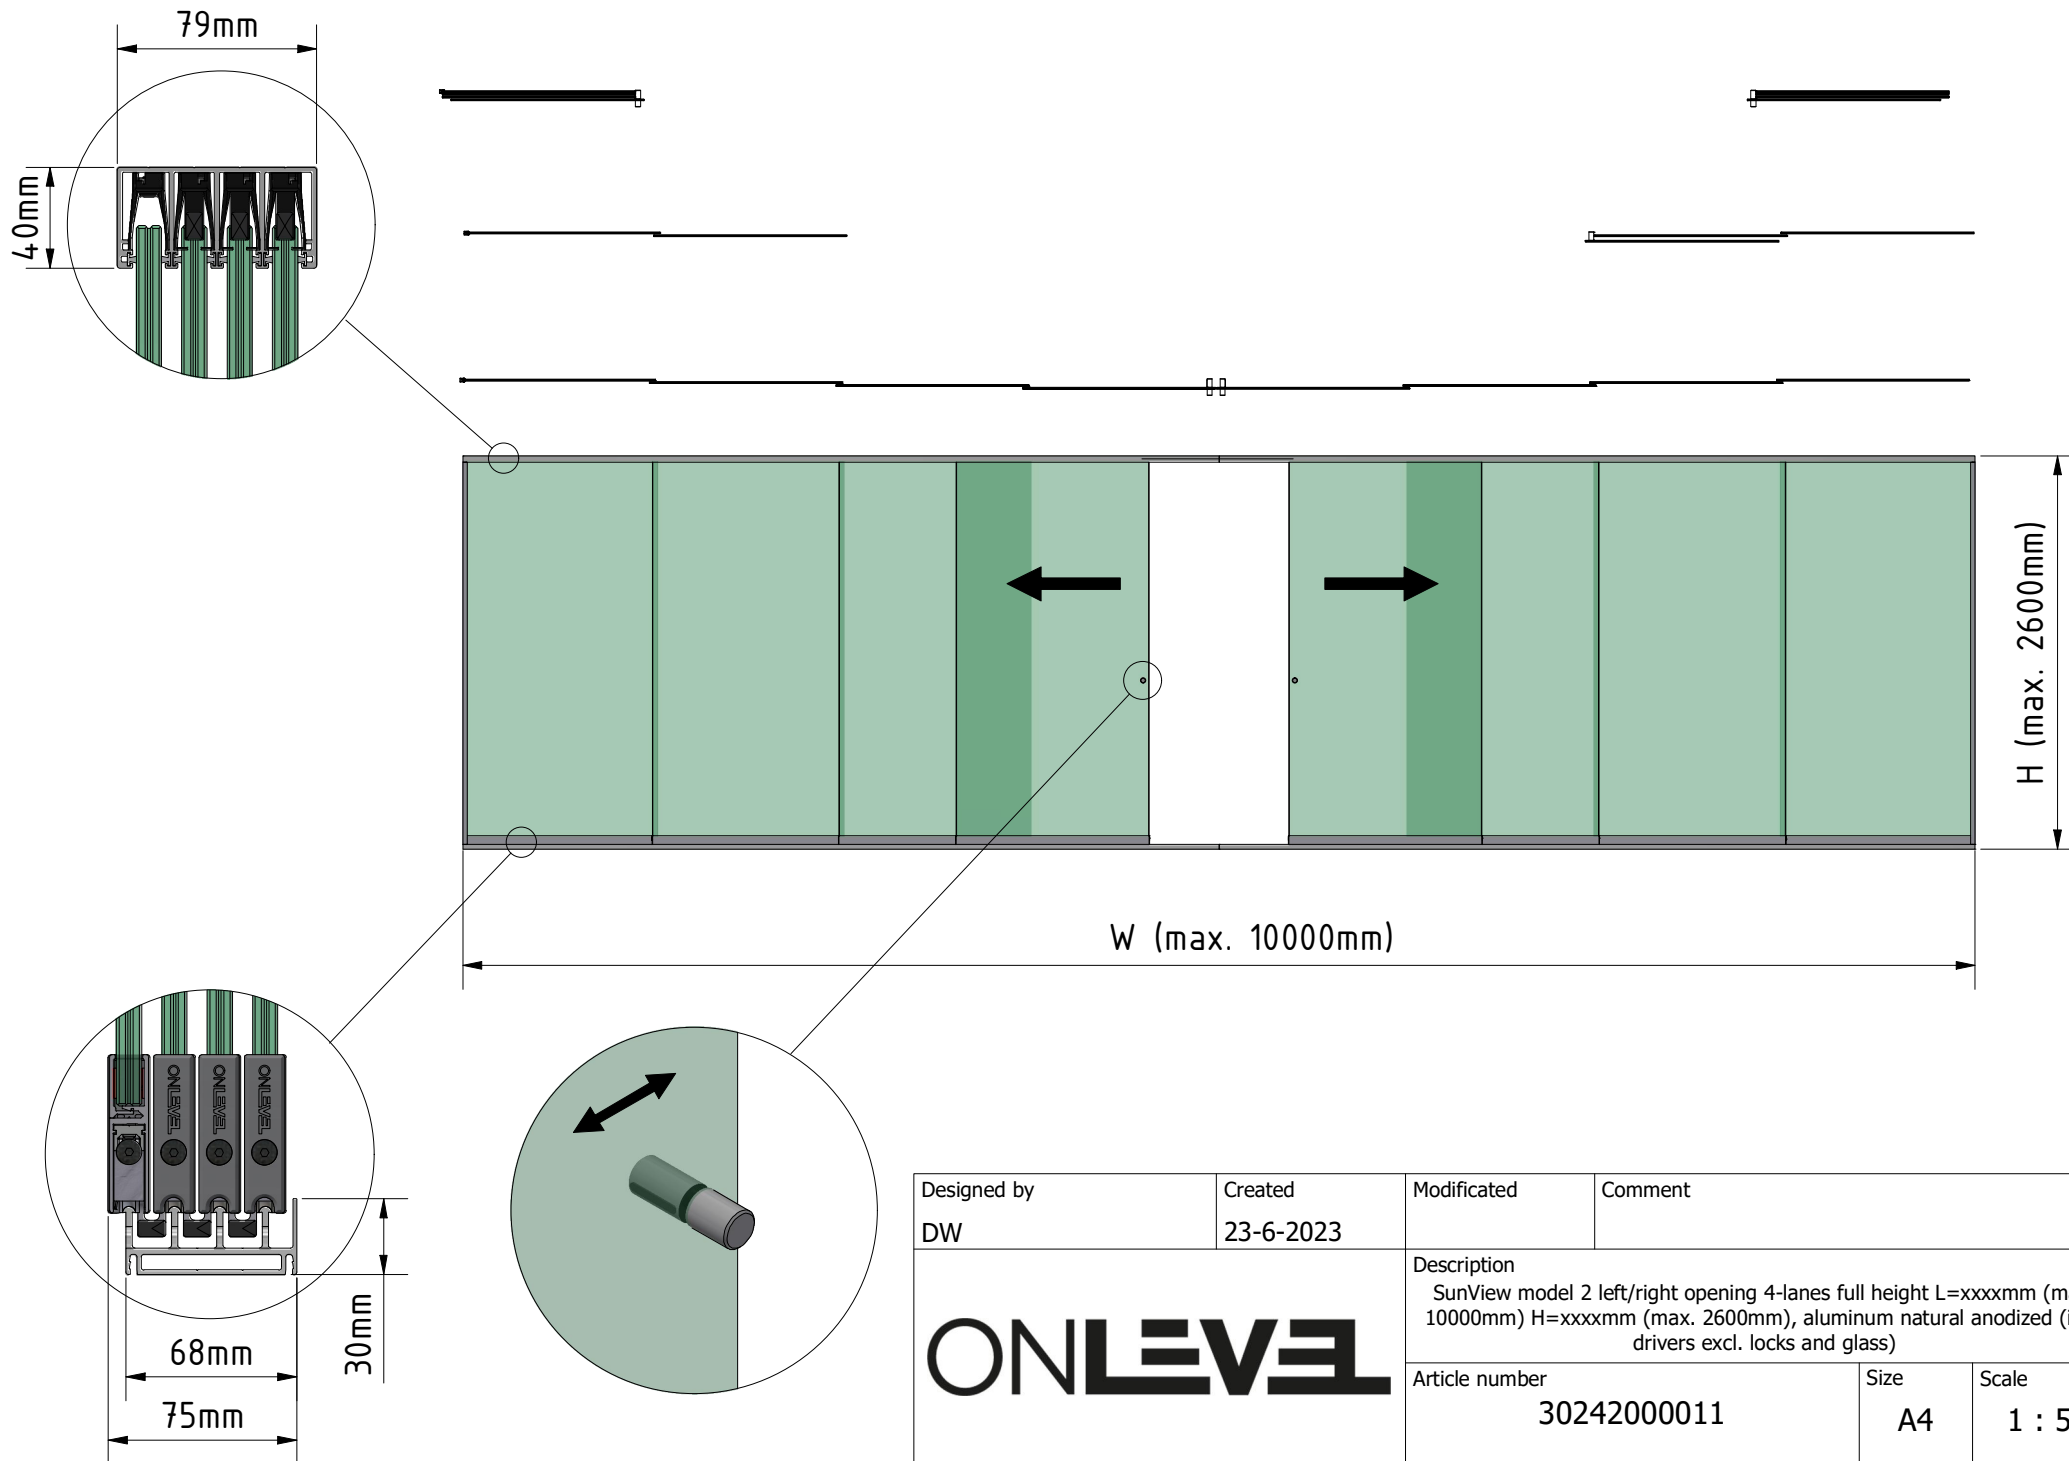 79mm
40mm
H (max. 2600mm)
W (max. 10000mm)
ONLEVEL
ONLEVEL
ONLEVEL
30mm
68mm
75mm
Designed by
DW
Created
23-6-2023
Modificated
Comment
ONLEVEL
Description
SunView model 2 left/right opening 4-lanes full height L=xxxxmm
10000mm) H=xxxxmm (max. 2600mm), aluminum natural anodized
drivers excl. locks and glass)
Article number
30242000011
Size
A4
Scale
1 : 5